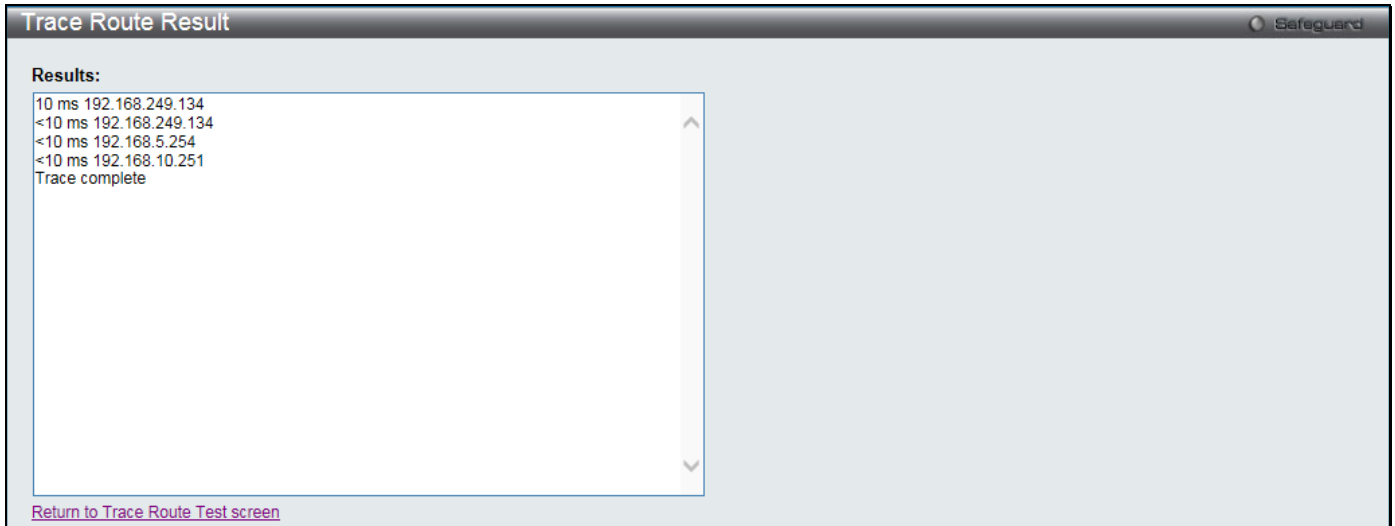 Trace Route Result
Safeguard
Results:
10 ms 192.168.249.134
<10 ms 192.168.249.134
<10 ms 192.168.5.254
<10 ms 192.168.10.251
Trace complete
Return to Trace Route Test screen